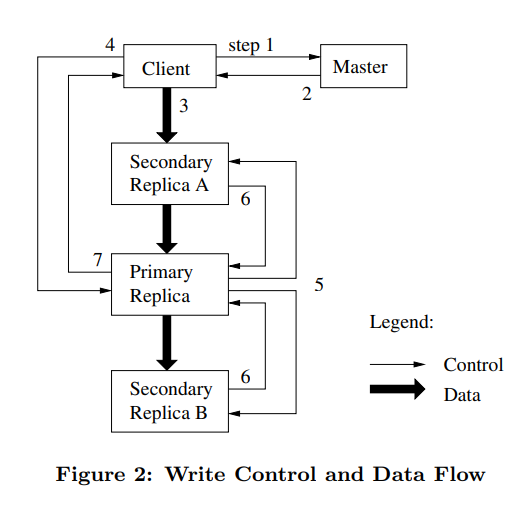 4
step 1
Client
Master
2
3
Secondary
Replica A
6
7
Primary
Replica
5
Legend:
6
Control
Secondary
Replica B
Data
Figure 2: Write Control and Data Flow